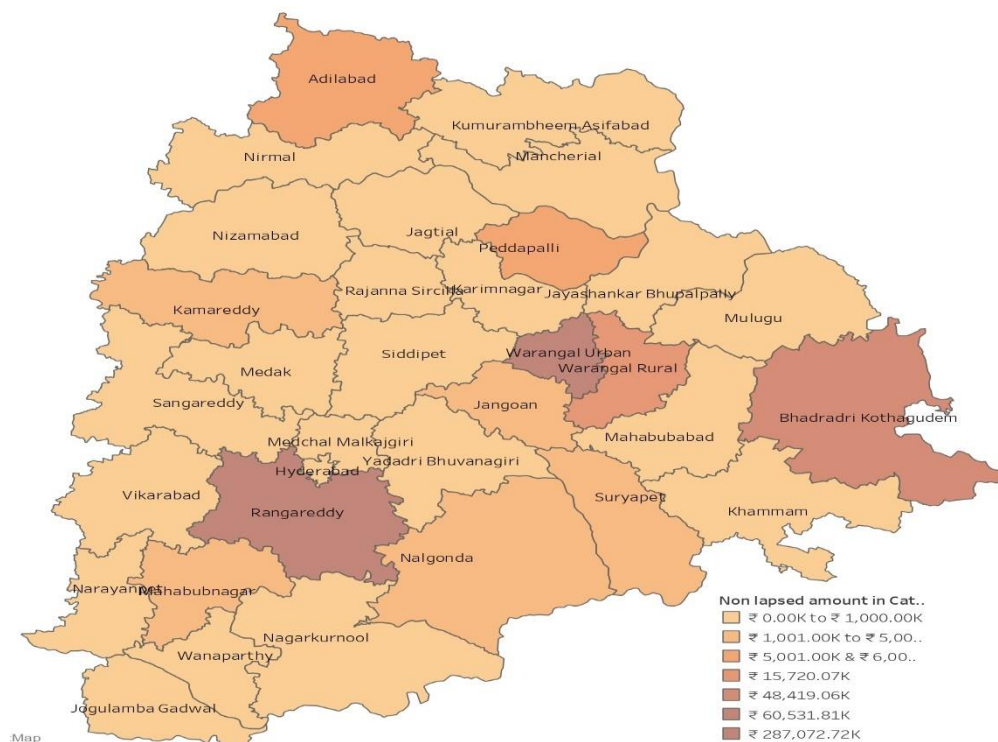 Adilabad
Kumurambheem Asifabad
Nirmal
Mancherial
Jagtial
Nizamabad
Peddapalli
Rajanna Sircilla
Karimnagar
Jayashankar Bhupalpally
Kamareddy
Mulugu
Siddipet
Warangal Urban
Warangal Rural
Medak
Sangareddy
Jangoan
Bhadradri Kothagudem
Mahabubabad
Medchal Malkajgiri
Yadadri Bhuvanagiri
Hyderabad
Vikarabad
Suryapet
Rangareddy
Khammam
Nalgonda
Narayanpet
Mahabubnagar
Nagarkurnool
Wanaparthy
Jogulamba Gadwal
Non lapsed amount in Cat..
₹ 0.00K to ₹ 1,000.00K
₹ 1,001.00K to ₹ 5,00..
₹ 5,001.00K & ₹ 6,00..
₹ 15,720.07K
₹ 48,419.06K
₹ 60,531.81K
₹ 287,072.72K
:Map